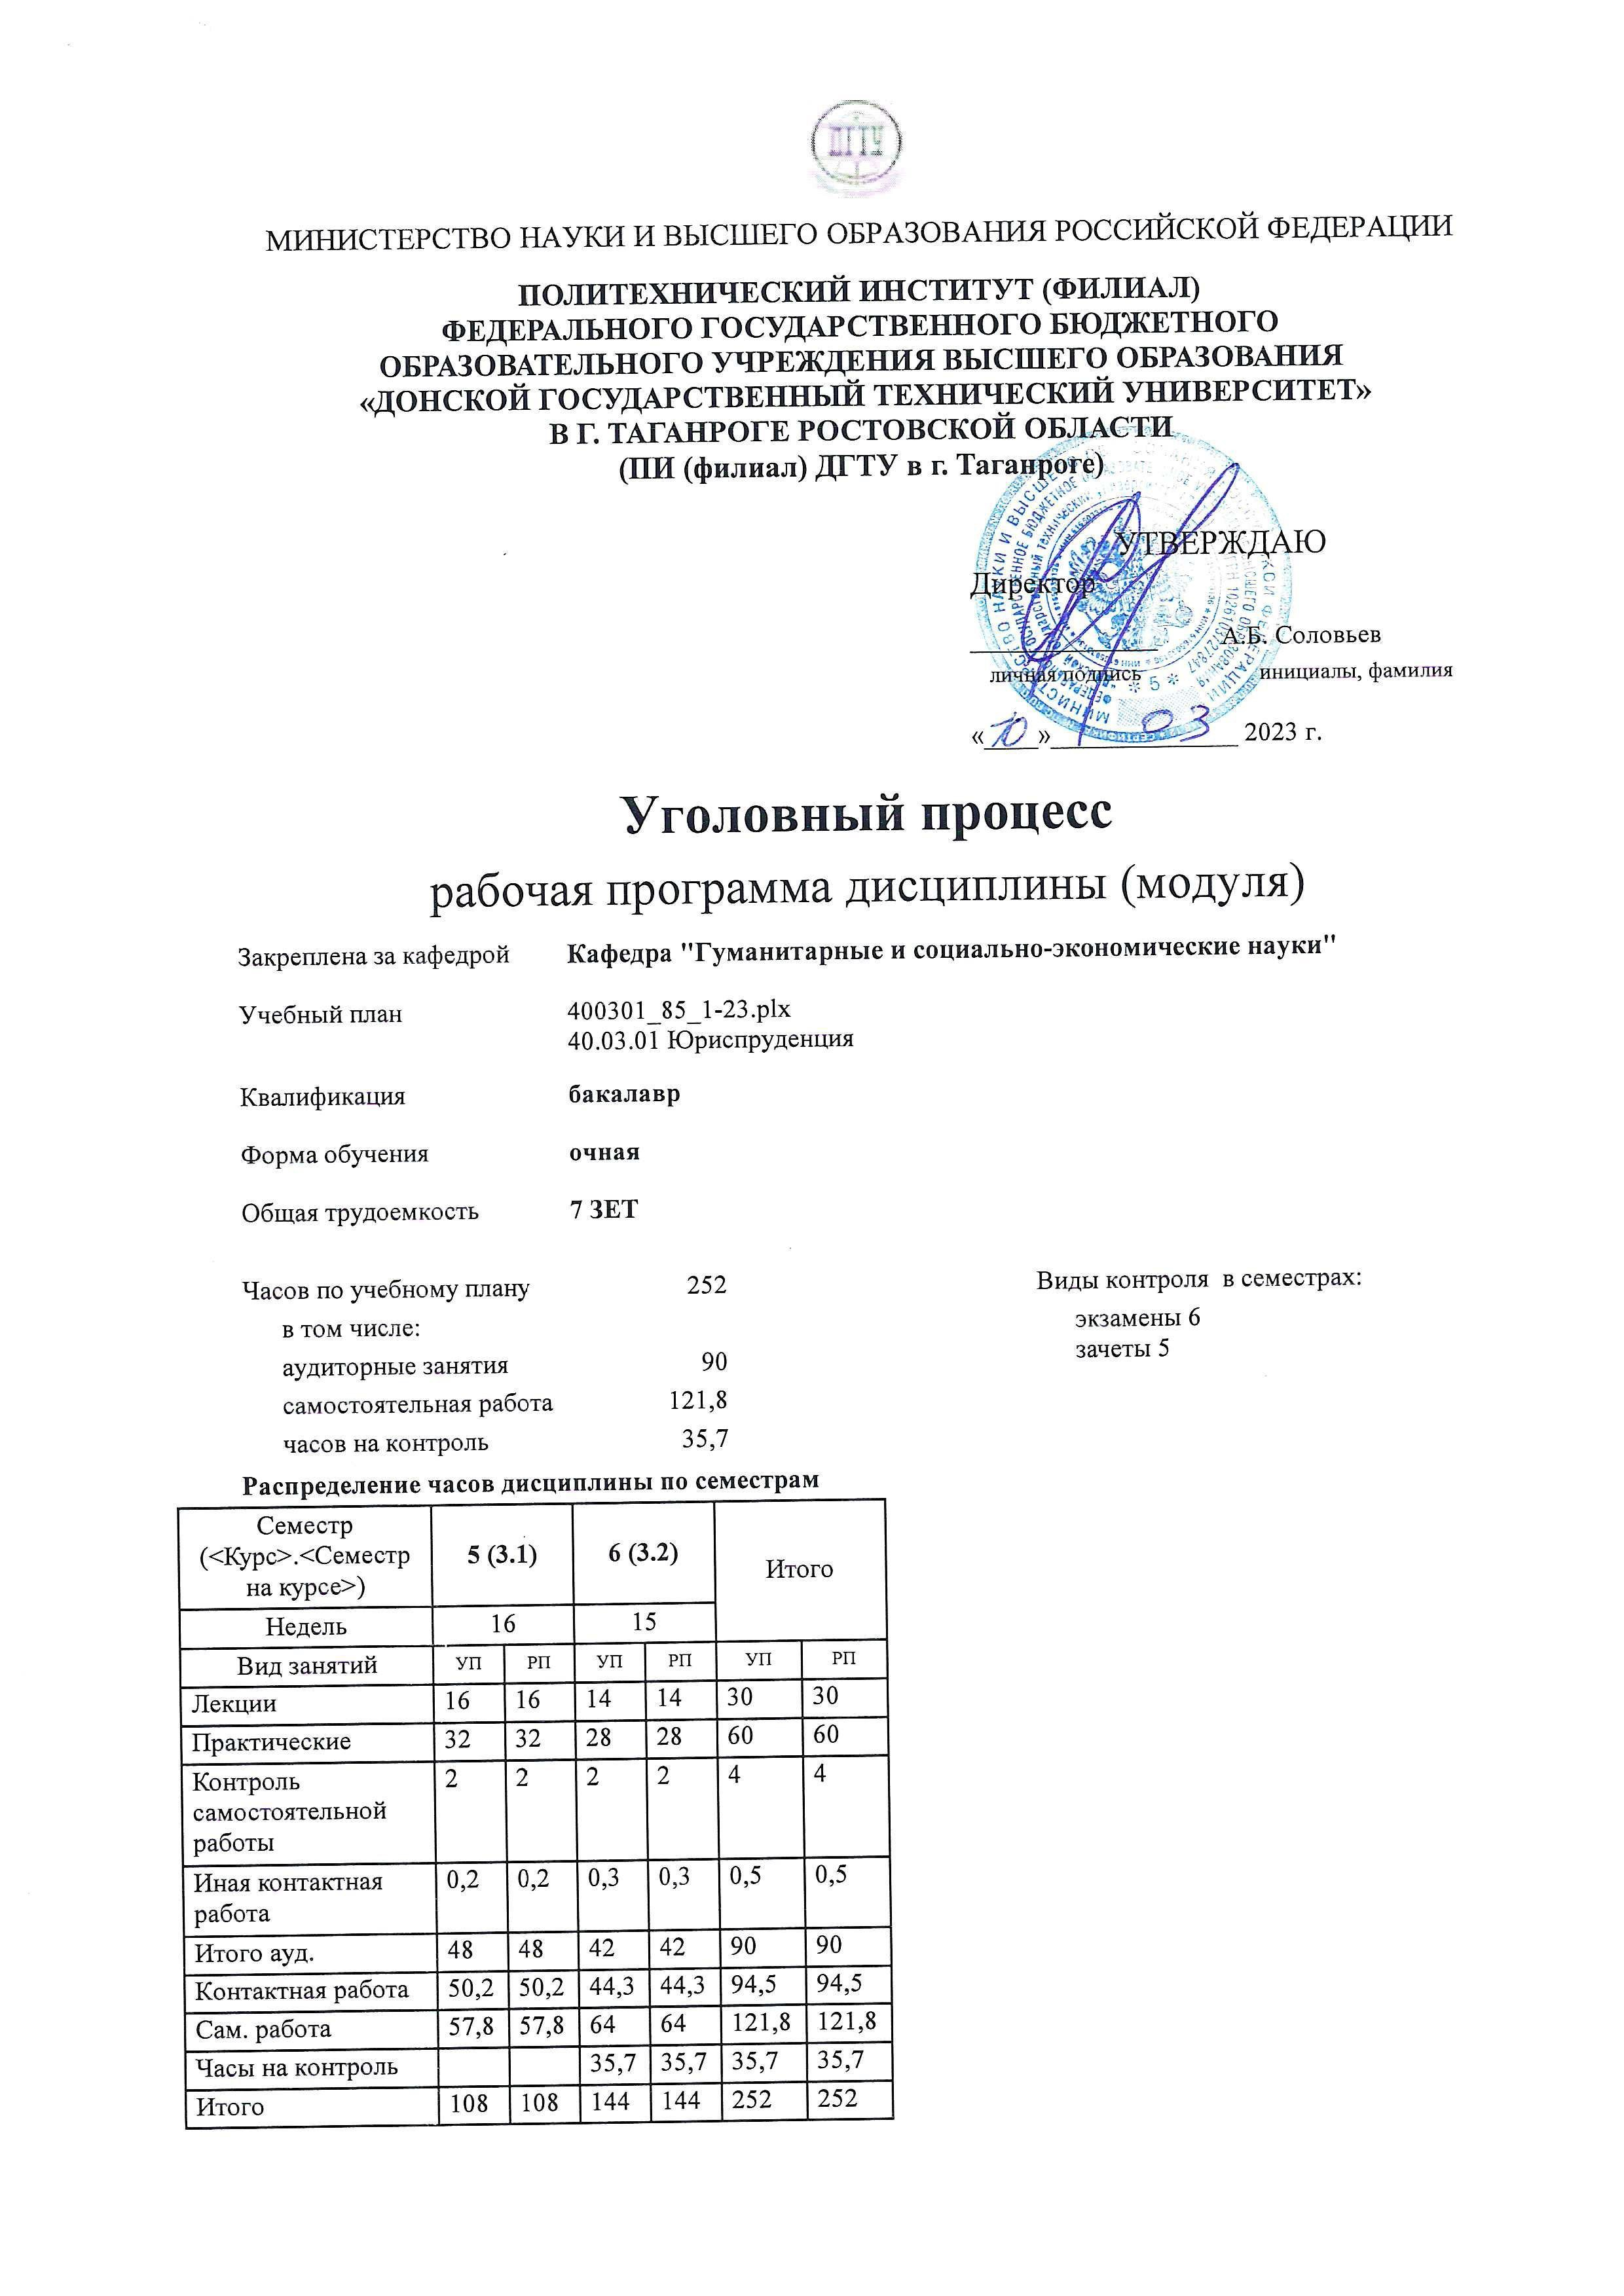 ДГТУ
МИНИСТЕРСТВО НАУКИ И ВЫСШЕГО ОБРАЗОВАНИЯ РОССИЙСКОЙ ФЕДЕРАЦИИ
ПОЛИТЕХНИЧЕСКИЙ ИНСТИТУТ (ФИЛИАЛ)
ФЕДЕРАЛЬНОГО ГОСУДАРСТВЕННОГО БЮДЖЕТНОГО
ОБРАЗОВАТЕЛЬНОГО УЧРЕЖДЕНИЯ ВЫСШЕГО ОБРАЗОВАНИЯ
«ДОНСКОЙ ГОСУДАРСТВЕННЫЙ ТЕХНИЧЕСКИЙ УНИВЕРСИТЕТ»
В Г. ТАГАНРОГЕ РОСТОВСКОЙ ОБЛАСТИ
(ПИ (филиал) ДГТУ в г. Таганроге)
УТВЕРЖДАЮ
Директор
А.Б. Соловьев
личная подпись инициалы, фамилия
«10» 03 2023 г.
Уголовный процесс
рабочая программа дисциплины (модуля)
Закреплена за кафедрой Кафедра "Гуманитарные и социально-экономические науки"
Учебный план 400301_85_1-23.plx
40.03.01 Юриспруденция
Квалификация бакалавр
Форма обучения очная
Общая трудоемкость 7 ЗЕТ
Часов по учебному плану 252 Виды контроля в семестрах:
в том числе: экзамены 6
аудиторные занятия 90 зачеты 5
самостоятельная работа 121,8
часов на контроль 35,7
Распределение часов дисциплины по семестрам
Семестр
(<Курс>.<Семестр
на курсе>) 5 (3.1) 6 (3.2) Итого
Недель 16 15
Вид занятий УП РП УП РП УП РП
Лекции 16 16 14 14 30 30
Практические 32 32 28 28 60 60
Контроль
самостоятельной
работы 2 2 2 2 4 4
Иная контактная
работа 0,2 0,2 0,3 0,3 0,5 0,5
Итого ауд. 48 48 42 42 90 90
Контактная работа 50,2 50,2 44,3 44,3 94,5 94,5
Сам. работа 57,8 57,8 64 64 121,8 121,8
Часы на контроль 35,7 35,7 35,7 35,7
Итого 108 108 144 144 252 252